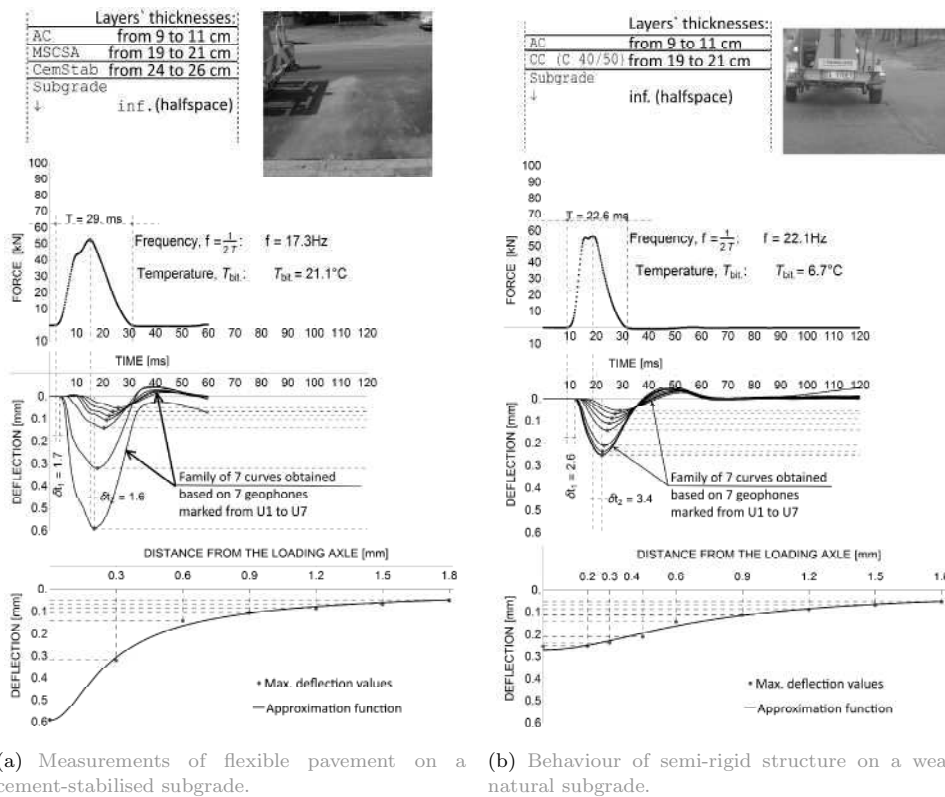 Layers' thicknesses:
AC from 9 to 11 cm
MSCSA from 19 to 21 cm
CemStab from 24 to 26 cm
Subgrade
↓ inf. (halfspace)
100
90
80
70
60
50
40
30
20
10
10
FORCE [kN]
T = 29. ms
Frequency, f = 1/2T: f = 17.3Hz
Temperature, Tbit.: Tbit = 21.1°C
10 20 30 40 50 60 70 80 90 100 110 120
TIME [ms]
10 20 30 40 50 60 70 80 90 100 110 120
0.
0.1
0.2
0.3
0.4
0.5
0.6
DEFLECTION [mm]
δt1 = 1.7
δt2 = 1.6
Family of 7 curves obtained
based on 7 geophones
marked from U1 to U7
DISTANCE FROM THE LOADING AXLE [mm]
0.3 0.6 0.9 1.2 1.5 1.8
0.
0.1
0.2
0.3
0.4
0.5
0.6
DEFLECTION [mm]
• Max. deflection values
— Approximation function
(a) Measurements of flexible pavement on a
cement-stabilised subgrade.
Layers' thicknesses:
AC from 9 to 11 cm
CC (C 40/50) from 19 to 21 cm
Subgrade
↓ inf. (halfspace)
100
90
80
70
60
50
40
30
20
10
10
FORCE [kN]
T = 22.6 ms
Frequency, f = 1/2T: f = 22.1Hz
Temperature, Tbit.: Tbit = 6.7°C
10 20 30 40 50 60 70 80 90 100 110 120
TIME [ms]
10 20 30 40 50 60 70 80 90 100 110 120
0.
0.1
0.2
0.3
0.4
0.5
0.6
DEFLECTION [mm]
δt1 = 2.6
δt2 = 3.4
Family of 7 curves obtained
based on 7 geophones
marked from U1 to U7
DISTANCE FROM THE LOADING AXLE [mm]
0.2 0.3 0.4 0.6 0.9 1.2 1.5 1.8
0.
0.1
0.2
0.3
0.4
0.5
0.6
DEFLECTION [mm]
• Max. deflection values
— Approximation function
(b) Behaviour of semi-rigid structure on a wea
natural subgrade.